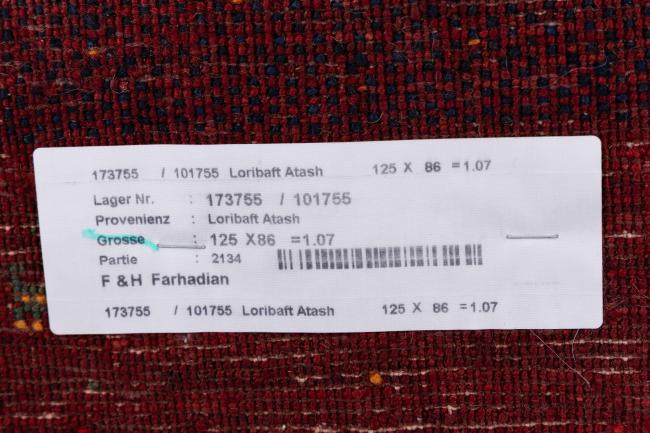 173755 / 101755 Loribaft Atash 125 X 86 =1.07
Lager Nr. : 173755 / 101755
Provenienz : Loribaft Atash
Grosse : 125 X86 =1.07
Partie : 2134
F &H Farhadian
173755 / 101755 Loribaft Atash 125 X 86 =1.07